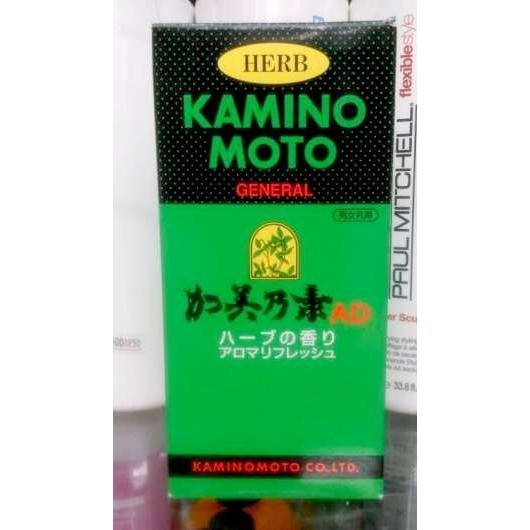 HERB
KAMINO
MOTO
GENERAL
男女兼用
加美乃素AD
ハーブの香り
アロマリフレッシュ
KAMINOMOTO CO.,LTD.
PAUL MITCHELL® flexiblestyle